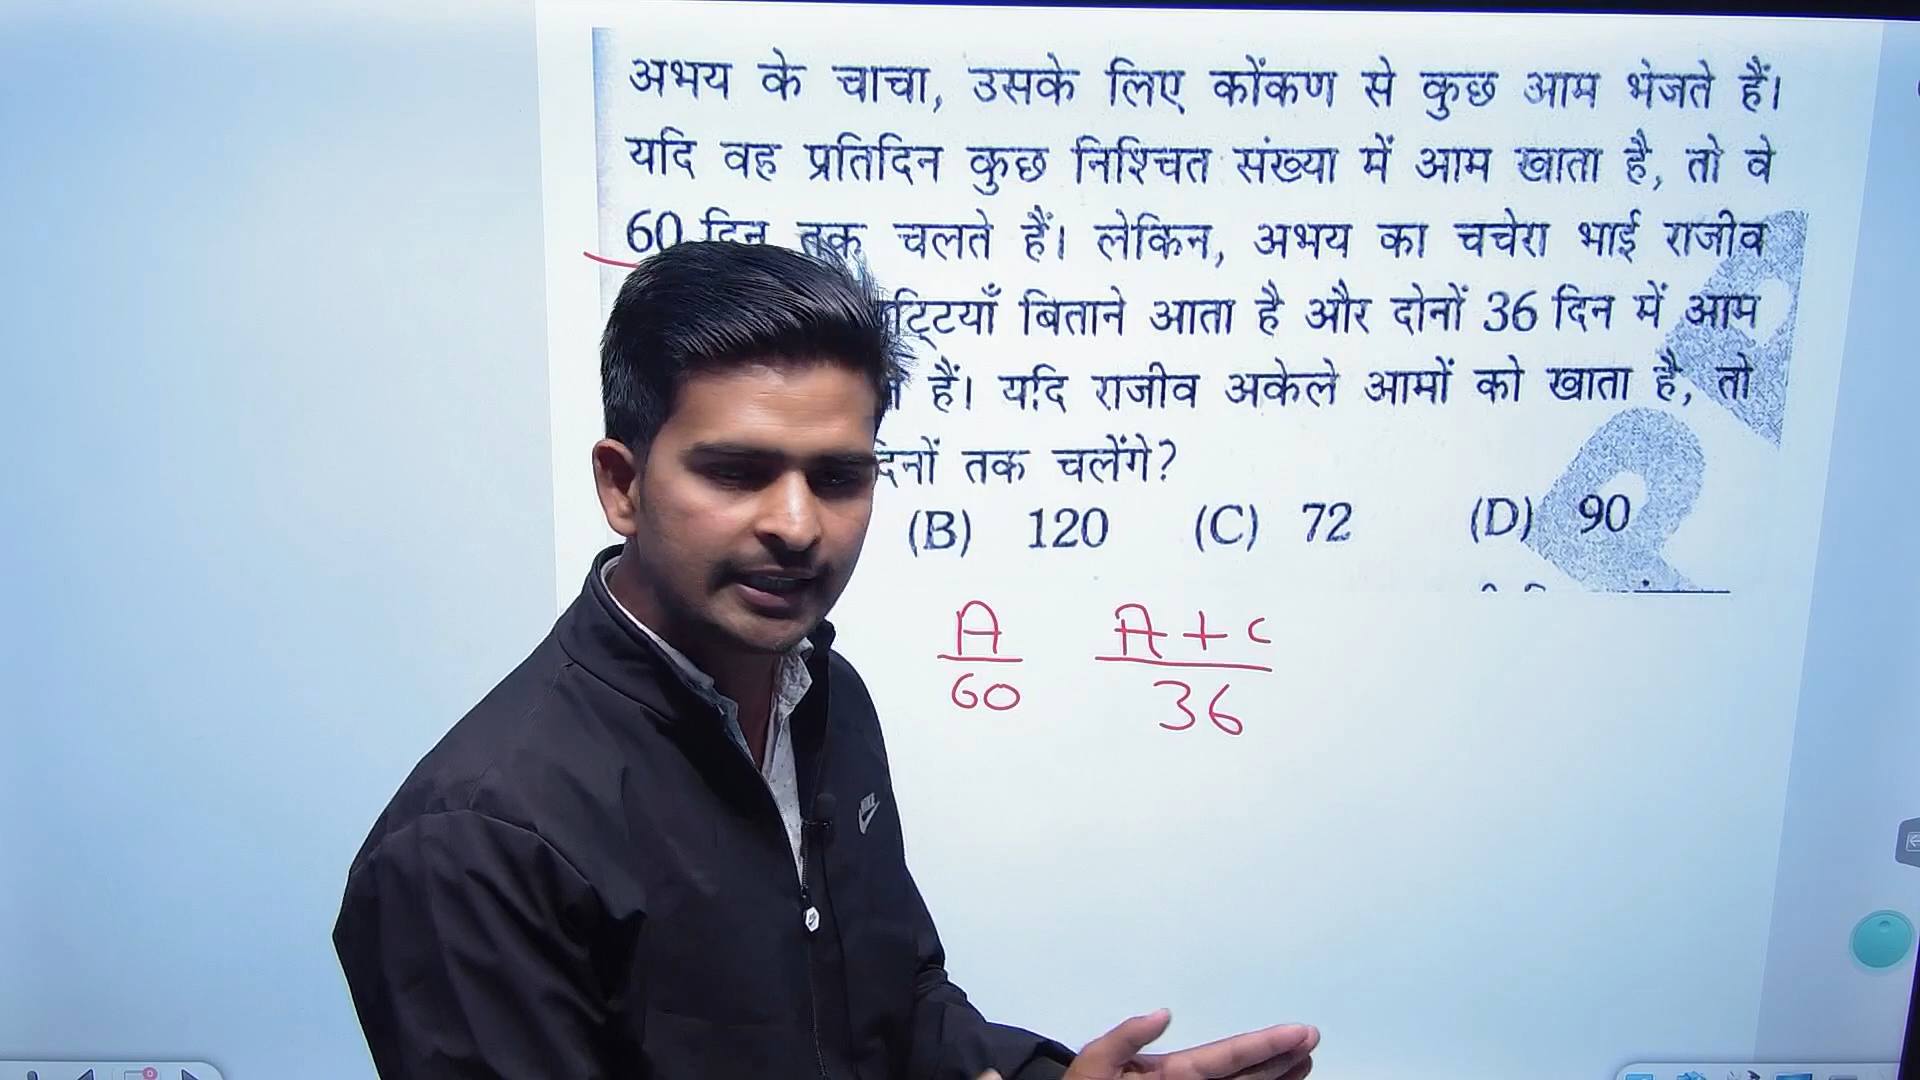 अभय के चाचा, उसके लिए कोंकण से कुछ आम भेजते हैं।
यदि वह प्रतिदिन कुछ निश्चित संख्या में आम खाता है, तो वे
60 दिन तक चलते हैं। लेकिन, अभय का चचेरा भाई राजीव
बिताने आता है और दोनों 36 दिन में आम
हैं। यदि राजीव अकेले आमों को खाता है, तो
तक चलेंगे?
(B) 120 (C) 72 (D) 90
A A + C
60 36